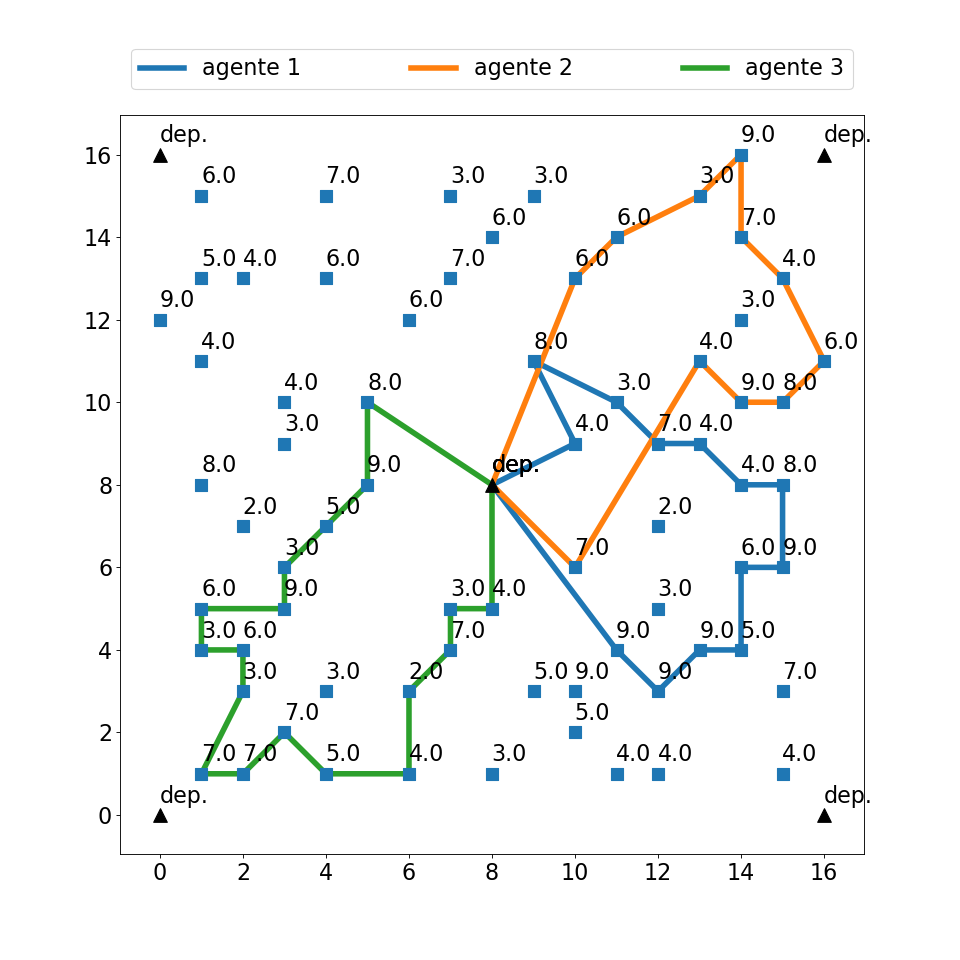 agente 1 agente 2 agente 3
9.0
dep. dep.
16
6.0 7.0 3.0 3.0 3.0
6.0 6.0 7.0
14
5.0 4.0 6.0 7.0 6.0 4.0
9.0 6.0 3.0
12
4.0 8.0 4.0 6.0
4.0 8.0 3.0 9.0 8.0
10
3.0 4.0 7.0 4.0
8.0 9.0 dep. dep. 4.0 8.0
8
2.0 5.0 2.0
3.0 7.0 6.0 9.0
6
6.0 9.0 3.0 4.0 3.0
3.0 6.0 7.0 9.0 9.0 5.0
4
3.0 3.0 2.0 5.0 9.0 9.0 7.0
7.0 5.0
2
7.0 7.0 5.0 4.0 3.0 4.0 4.0 4.0
dep. dep.
0
0 2 4 6 8 10 12 14 16